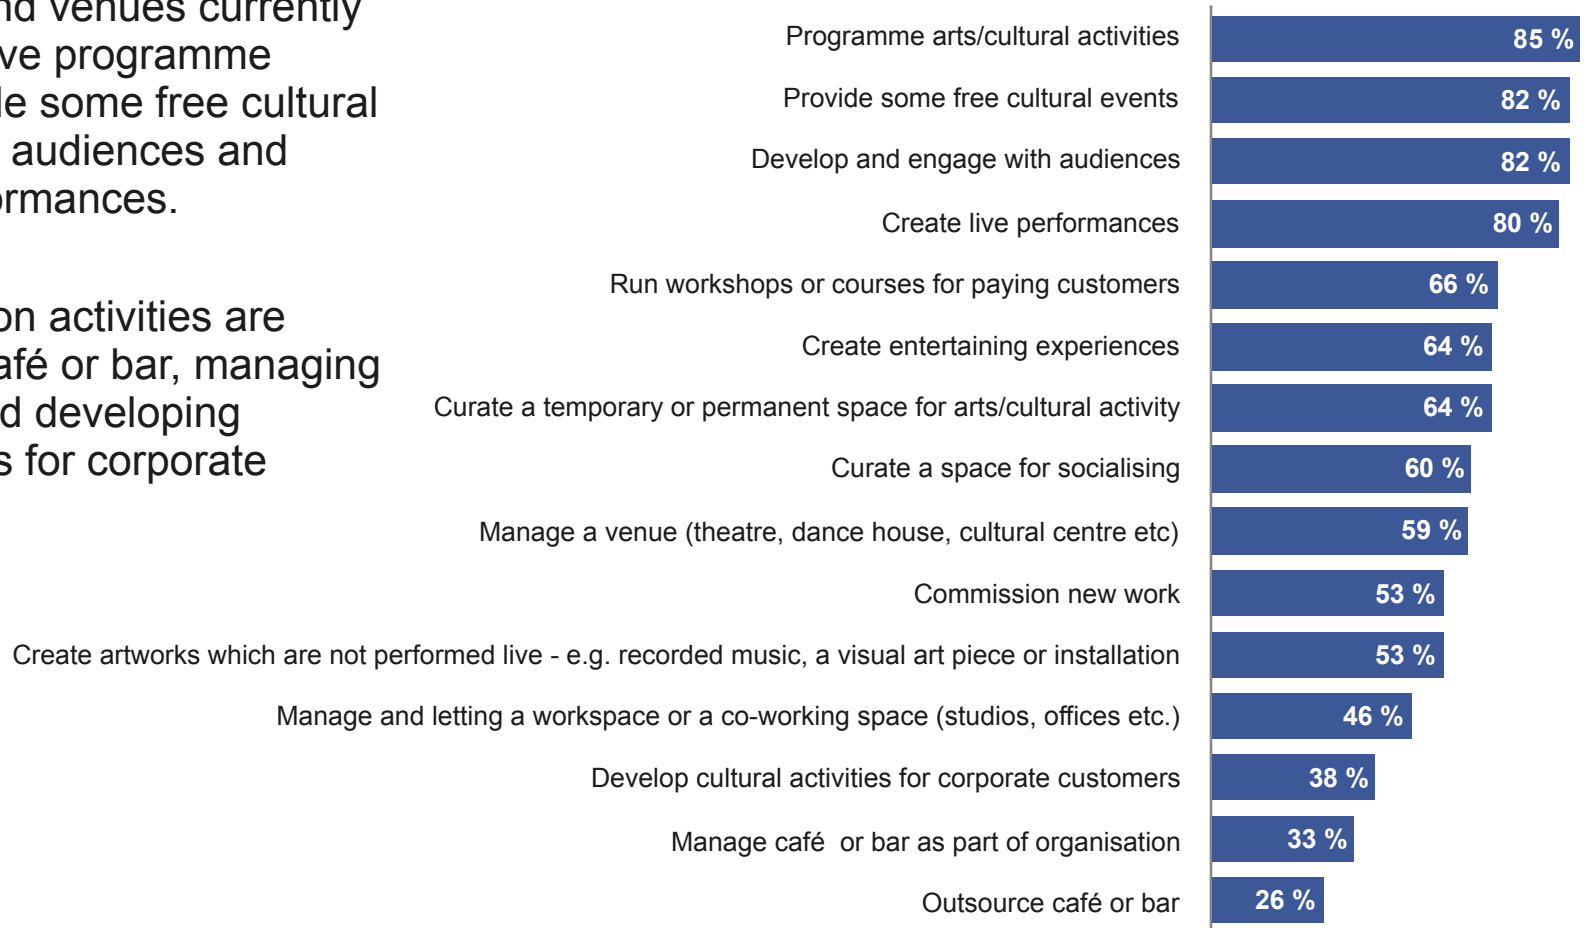 nd venues currently
ve programme
le some free cultural
audiences and
ormances.
on activities are
afé or bar, managing
d developing
s for corporate
Programme arts/cultural activities 85 %
Provide some free cultural events 82 %
Develop and engage with audiences 82 %
Create live performances 80 %
Run workshops or courses for paying customers 66 %
Create entertaining experiences 64 %
Curate a temporary or permanent space for arts/cultural activity 64 %
Curate a space for socialising 60 %
Manage a venue (theatre, dance house, cultural centre etc) 59 %
Commission new work 53 %
Create artworks which are not performed live - e.g. recorded music, a visual art piece or installation 53 %
Manage and letting a workspace or a co-working space (studios, offices etc.) 46 %
Develop cultural activities for corporate customers 38 %
Manage café or bar as part of organisation 33 %
Outsource café or bar 26 %